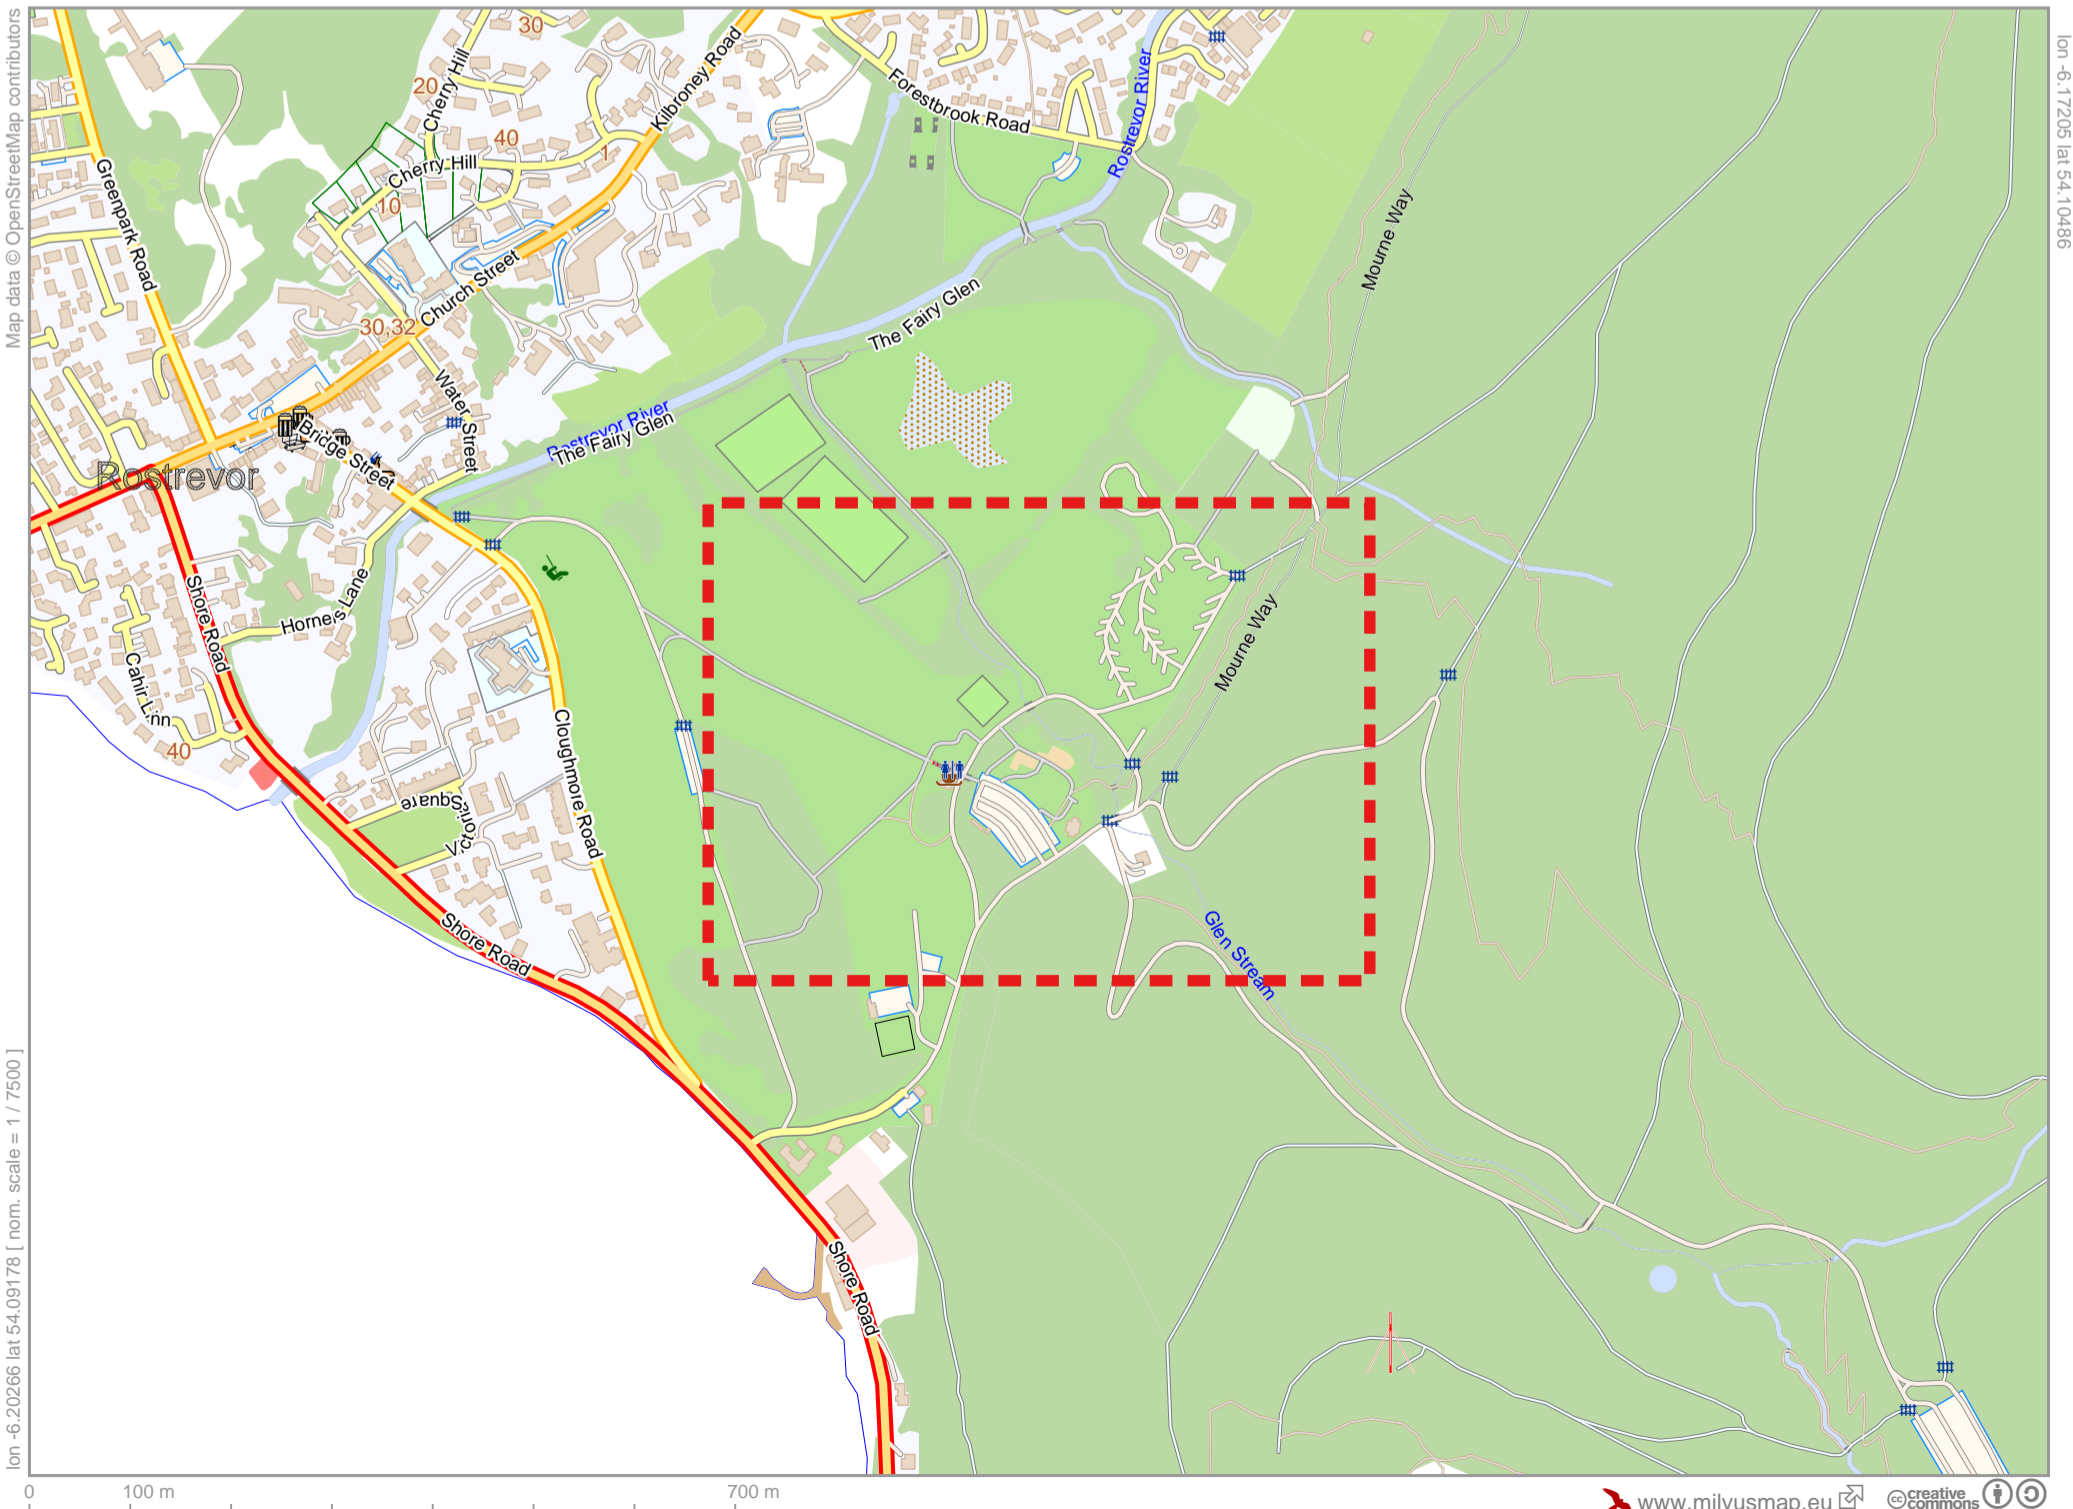 Map data © OpenStreetMap contributors
lon -6.20266 lat 54.09178 [ nom. scale = 1 / 7500 ]
lon -6.17205 lat 54.10486
30
20
40
1
10
30,32
Cherry Hill
Cherry Hill
Kilbroney Road
Forestbrook Road
Rostrevor River
Greenpark Road
Church Street
Mourne Way
The Fairy Glen
Water Street
Bridge Street
Rostrevor River
The Fairy Glen
Rostrevor
Shore Road
Horners Lane
Mourne Way
Cahir Linn
40
Cloughmore Road
Victoria Square
Shore Road
Glen Stream
Shore Road
0
100 m
700 m
www.milvusmap.eu
cc creative commons